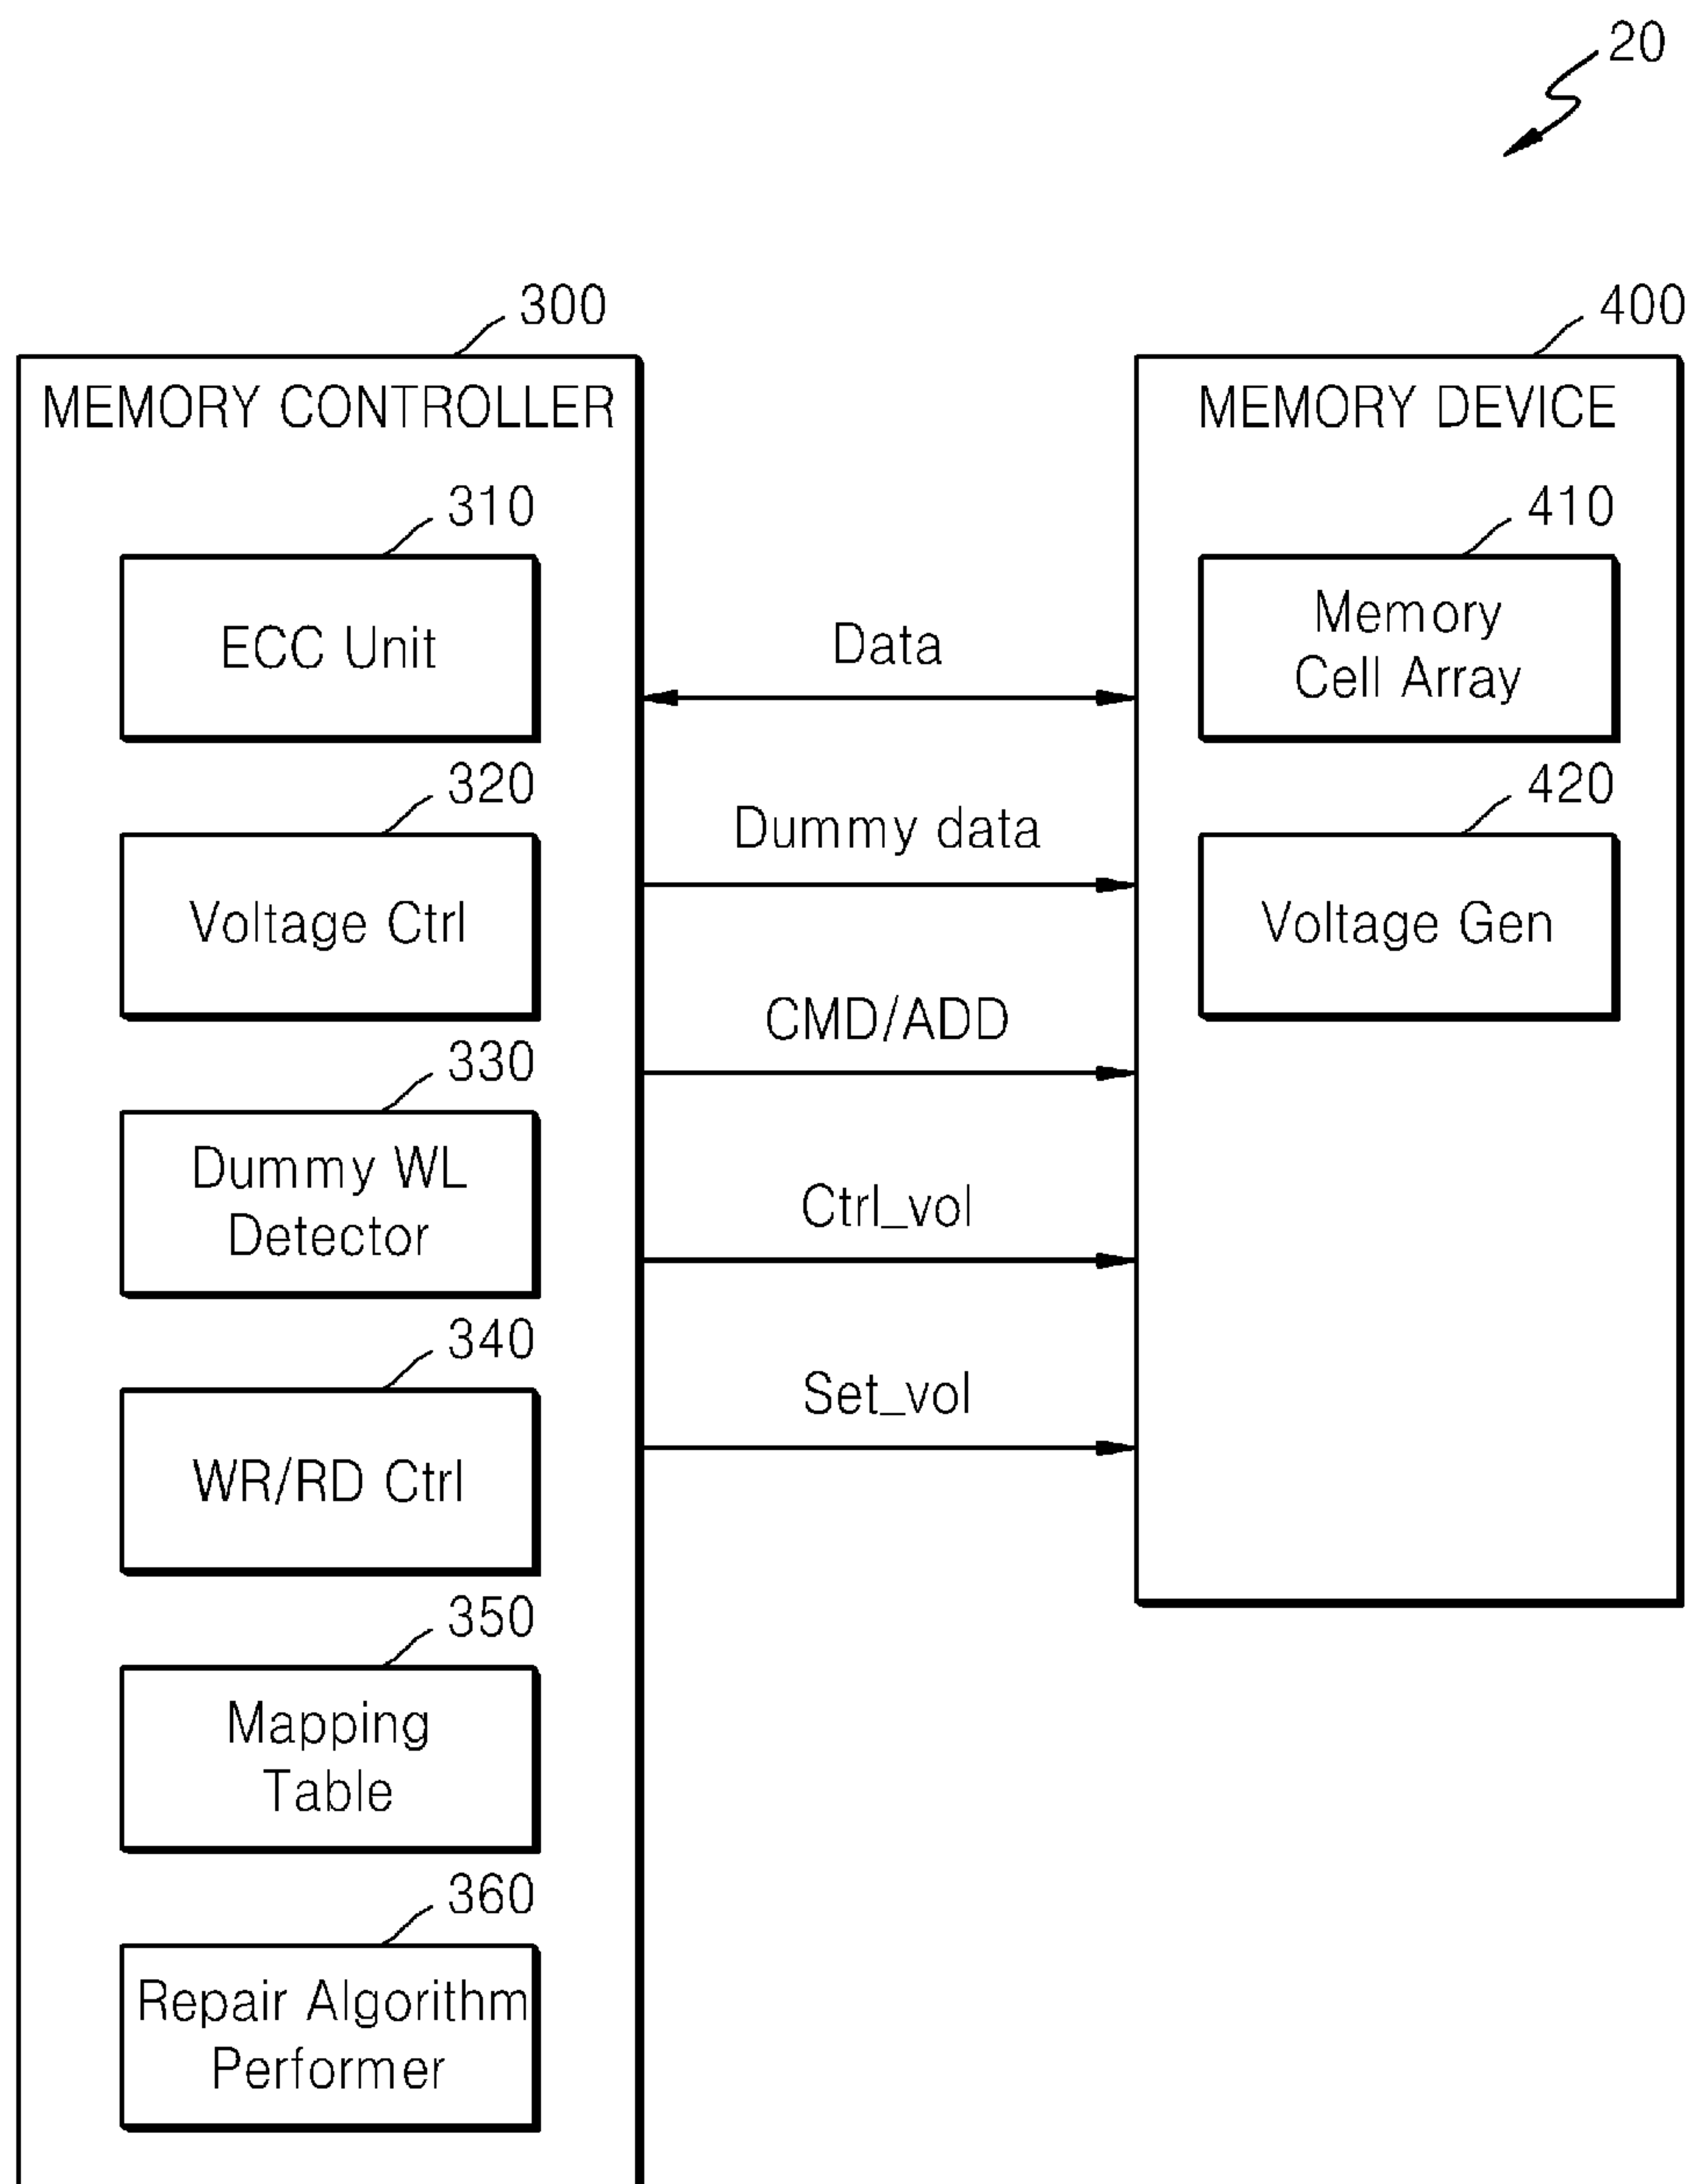 20
300
MEMORY CONTROLLER
310
ECC Unit
320
Voltage Ctrl
330
Dummy WL
Detector
340
WR/RD Ctrl
350
Mapping
Table
360
Repair Algorithm
Performer
Data
Dummy data
CMD/ADD
Ctrl_vol
Set_vol
400
MEMORY DEVICE
410
Memory
Cell Array
420
Voltage Gen